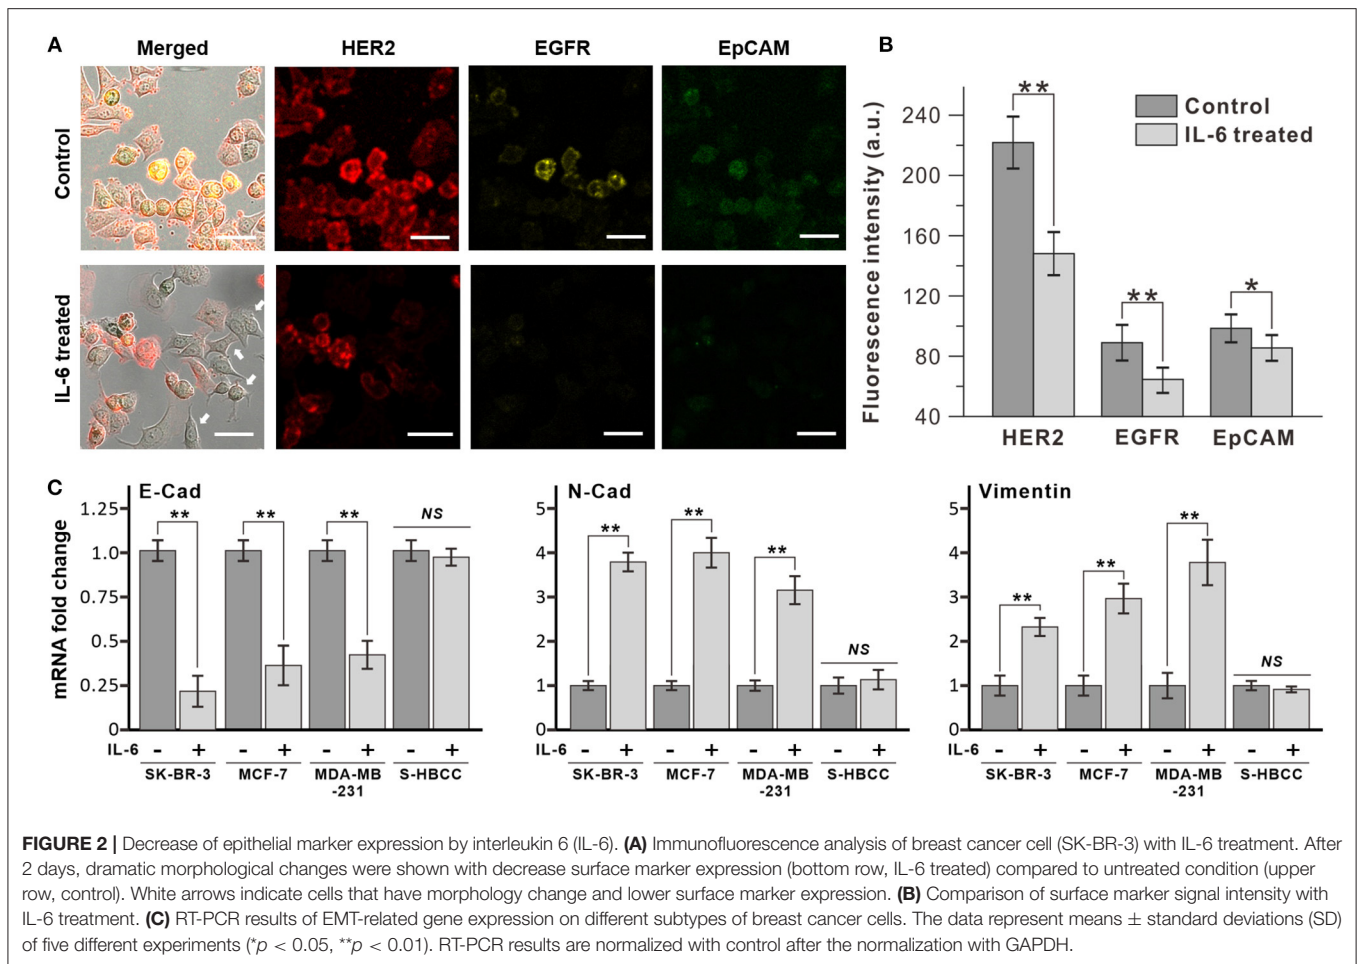 A
Merged
HER2
EGFR
EpCAM
Control
IL-6 treated
B
Fluorescence intensity (a.u.)
240
200
160
120
80
40
**
**
*
Control
IL-6 treated
HER2
EGFR
EpCAM
C
E-Cad
mRNA fold change
1.25
1.0
0.75
0.5
0.25
0
**
**
**
NS
IL-6 - + - + - + - +
SK-BR-3 MCF-7 MDA-MB S-HBCC
-231
N-Cad
5
4
3
2
1
0
**
**
**
NS
IL-6 - + - + - + - +
SK-BR-3 MCF-7 MDA-MB S-HBCC
-231
Vimentin
5
4
3
2
1
0
**
**
**
NS
IL-6 - + - + - + - +
SK-BR-3 MCF-7 MDA-MB S-HBCC
-231
FIGURE 2 | Decrease of epithelial marker expression by interleukin 6 (IL-6). (A) Immunofluorescence analysis of breast cancer cell (SK-BR-3) with IL-6 treatment. After
2 days, dramatic morphological changes were shown with decrease surface marker expression (bottom row, IL-6 treated) compared to untreated condition (upper
row, control). White arrows indicate cells that have morphology change and lower surface marker expression. (B) Comparison of surface marker signal intensity with
IL-6 treatment. (C) RT-PCR results of EMT-related gene expression on different subtypes of breast cancer cells. The data represent means ± standard deviations (SD)
of five different experiments (*p < 0.05, **p < 0.01). RT-PCR results are normalized with control after the normalization with GAPDH.